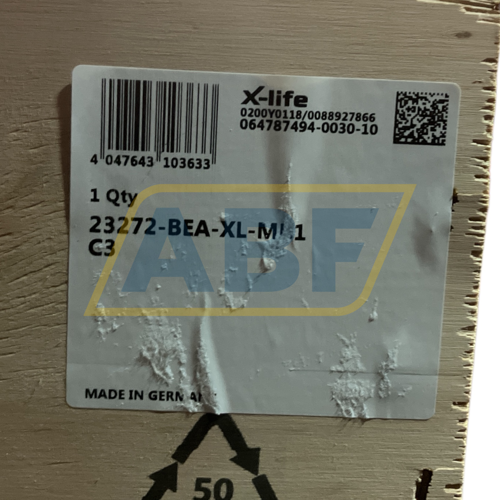 X-life
0200Y0118/0088927866
064787494-0030-10
4 047643 103633
1 Qty
23272-BEA-XL-M 1
C3
ABF
MADE IN GERMA
50